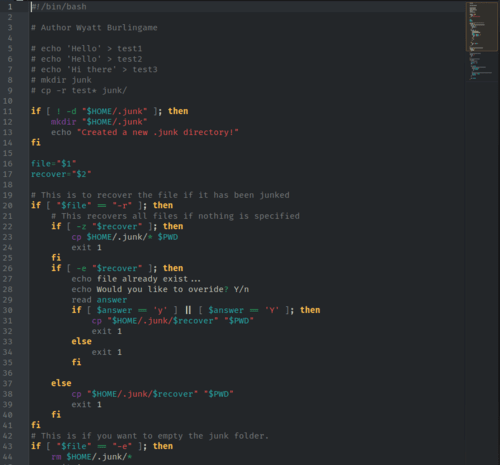 1 #!/bin/bash
2
3 # Author Wyatt Burlingame
4
5 # echo 'Hello' > test1
6 # echo 'Hello' > test2
7 # echo 'Hi there' > test3
8 # mkdir junk
9 # cp -r test* junk/
10
11 if [ ! -d "$HOME/.junk" ]; then
12     mkdir "$HOME/.junk"
13     echo "Created a new .junk directory!"
14 fi
15
16 file="$1"
17 recover="$2"
18
19 # This is to recover the file if it has been junked
20 if [ "$file" == "-r" ]; then
21     # This recovers all files if nothing is specified
22     if [ -z "$recover" ]; then
23         cp $HOME/.junk/* $PWD
24         exit 1
25     fi
26     if [ -e "$recover" ]; then
27         echo file already exist...
28         echo Would you like to overide? Y/n
29         read answer
30         if [ $answer == 'y' ] || [ $answer == 'Y' ]; then
31             cp "$HOME/.junk/$recover" "$PWD"
32             exit 1
33         else
34             exit 1
35         fi
36
37     else
38         cp "$HOME/.junk/$recover" "$PWD"
39         exit 1
40     fi
41 fi
42 # This is if you want to empty the junk folder.
43 if [ "$file" == "-e" ]; then
44     rm $HOME/.junk/*